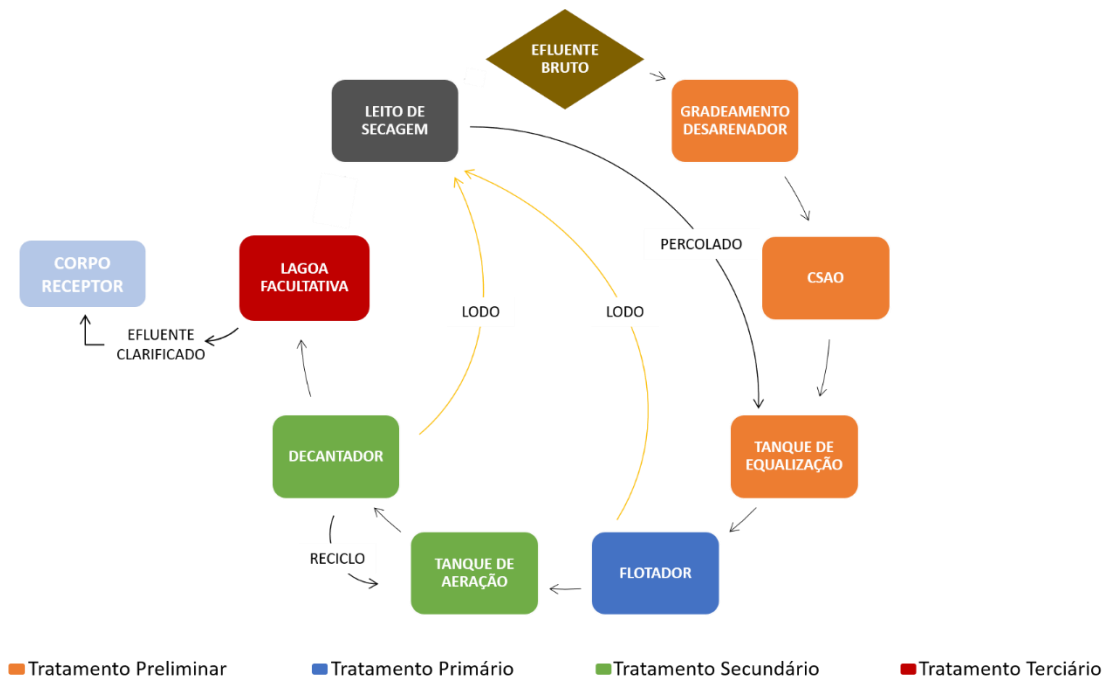 EFLUENTE
BRUTO
LEITO DE
SECAGEM
GRADEAMENTO
DESARENADOR
PERCOLADO
CORPO
RECEPTOR
LAGOA
FACULTATIVA
CSAO
LODO
LODO
EFLUENTE
CLARIFICADO
DECANTADOR
TANQUE DE
EQUALIZAÇÃO
RECICLO
TANQUE DE
AERAÇÃO
FLOTADOR
Tratamento Preliminar
Tratamento Primário
Tratamento Secundário
Tratamento Terciário